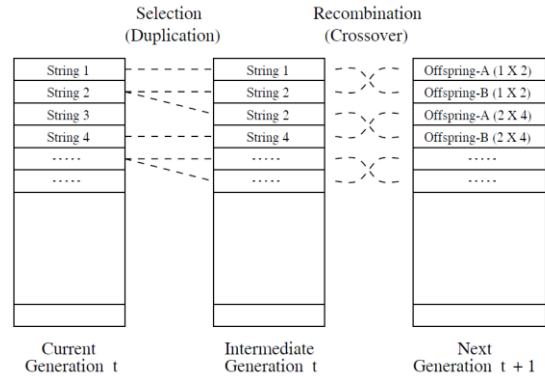 Selection
(Duplication)
Recombination
(Crossover)
String 1
String 2
String 3
String 4
.....
.....
String 1
String 2
String 2
String 4
.....
.....
Offspring-A (1 X 2)
Offspring-B (1 X 2)
Offspring-A (2 X 4)
Offspring-B (2 X 4)
.....
.....
Current
Generation t
Intermediate
Generation t
Next
Generation t + 1